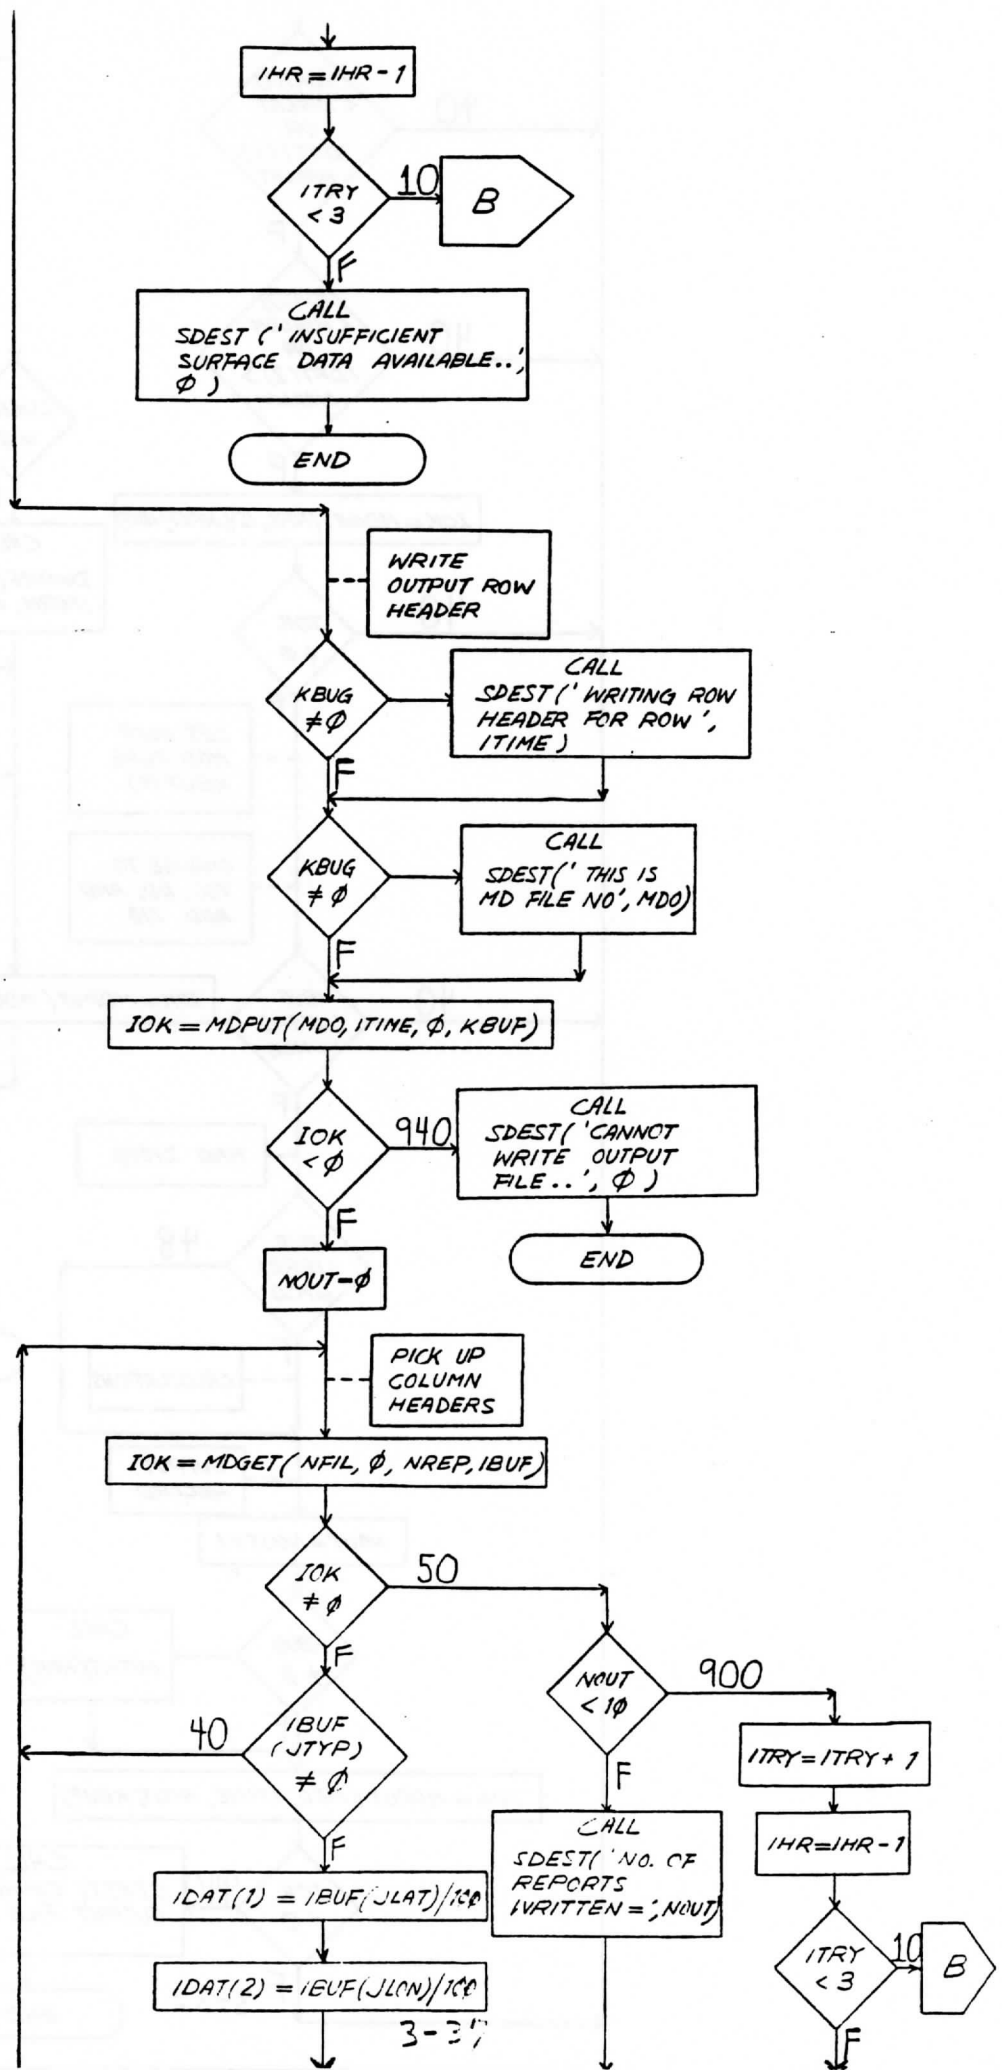 IHR = IHR - 1
ITRY
< 3
10
B
F
CALL
SDEST (' INSUFFICIENT
SURFACE DATA AVAILABLE..',
Ø )
END
WRITE
OUTPUT ROW
HEADER
KBUG
≠ Ø
CALL
SDEST(' WRITING ROW
HEADER FOR ROW ',
ITIME )
F
KBUG
≠ Ø
CALL
SDEST(' THIS IS
MD FILE NO', MDO)
F
IOK = MDPUT(MDO, ITIME, Ø, KBUF)
IOK
< Ø
940
CALL
SDEST( 'CANNOT
WRITE OUTPUT
FILE..', Ø )
F
END
NOUT-Ø
PICK UP
COLUMN
HEADERS
IOK = MDGET( NFIL, Ø, NREP, IBUF)
IOK
≠ Ø
50
F
NOUT
< 1Ø
900
40
IBUF
(JTYP)
≠ Ø
F
ITRY = ITRY + 1
F
CALL
SDEST( ' NO. OF
REPORTS
WRITTEN = ', NOUT)
IHR = IHR - 1
IDAT(1) = IBUF(JLAT)/1ØØ
ITRY
< 3
10
B
IDAT(2) = IBUF(JLON)/1ØØ
F
3-37